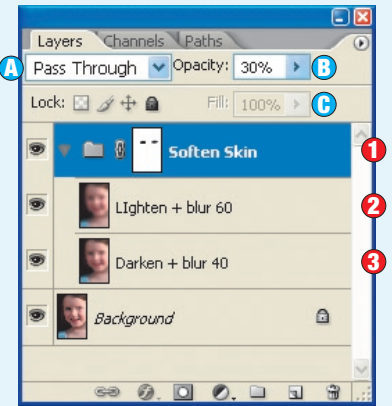 Layers Channels Paths
A Pass Through Opacity: 30% B
Lock: Fill: 100% C
Soften Skin 1
LIghten + blur 60 2
Darken + blur 40 3
Background